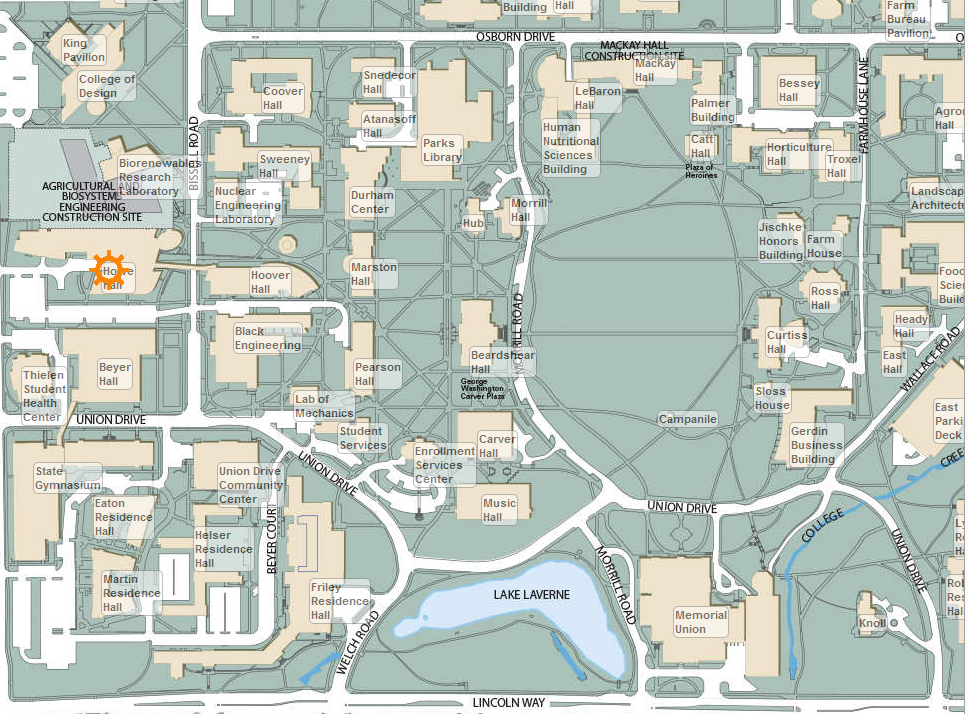 Building
Hall
Farm
Bureau
Pavilion
OSBORN DRIVE
King
Pavilion
MACKAY HALL
CONSTRUCTION SITE
MacKay
Hall
College of
Design
Snedecor
Hall
Coover
Hall
LeBaron
Hall
Bessey
Hall
FARMHOUSE LANE
Palmer
Building
Atanasoff
Hall
Agro
Hall
BISSELL ROAD
Human
Nutritional
Sciences
Building
Parks
Library
Catt
Hall
Horticulture
Hall
Troxel
Hall
Plaza of
Heroines
Biorenewables
Research
Laboratory
Sweeney
Hall
AGRICULTURAL AND
BIOSYSTEMS
ENGINEERING
CONSTRUCTION SITE
Nuclear
Engineering
Laboratory
Durham
Center
Morrill
Hall
Hub
Landscap
Architectu
Jischke
Honors
Building
Farm
House
Howe
Hall
Hoover
Hall
Marston
Hall
Food
Scie
Build
Ross
Hall
MORRILL ROAD
Black
Engineering
Heady
Hall
Curtiss
Hall
Beardshear
Hall
East
Hall
WALLACE ROAD
Thielen
Student
Health
Center
Beyer
Hall
Pearson
Hall
George
Washington
Carver Plaza
Lab of
Mechanics
Sloss
House
UNION DRIVE
Campanile
East
Parki
Deck
Student
Services
Carver
Hall
Gerdin
Business
Building
Enrollment
Services
Center
CREE
State
Gymnasium
Union Drive
Community
Center
UNION DRIVE
Eaton
Residence
Hall
Music
Hall
UNION DRIVE
COLLEGE
BEYER COURT
Helser
Residence
Hall
UNION DRIVE
Martin
Residence
Hall
Friley
Residence
Hall
LAKE LAVERNE
MORRILL ROAD
WELCH ROAD
Memorial
Union
Knoll
LINCOLN WAY